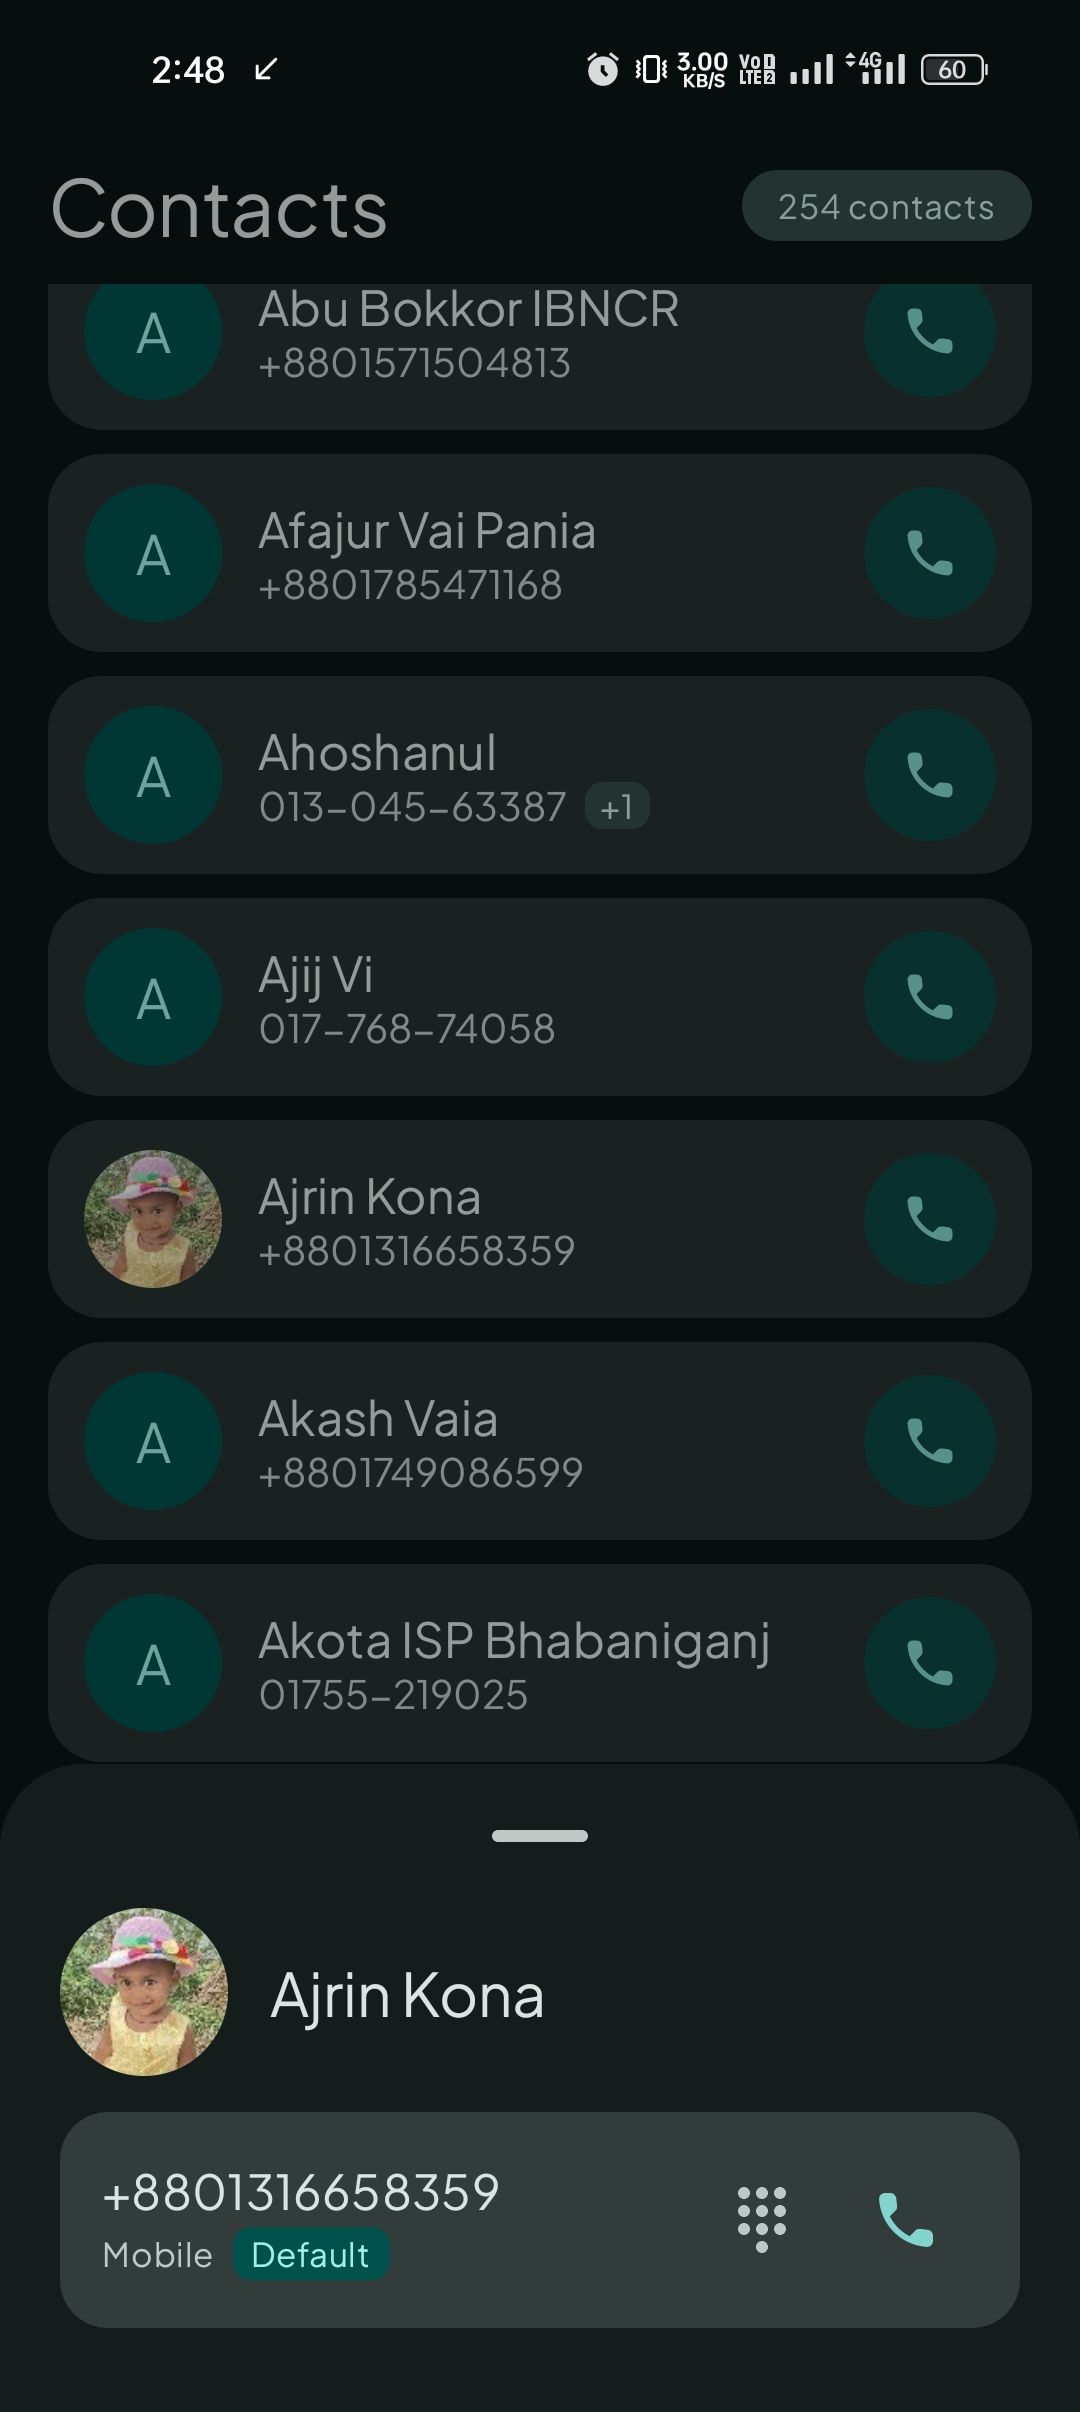 2:48 3.00 KB/S VoD LTE 2 4G 60
Contacts
254 contacts
A
Abu Bokkor IBNCR
+8801571504813
A
Afajur Vai Pania
+8801785471168
A
Ahoshanul
013-045-63387 +1
A
Ajij Vi
017-768-74058
Ajrin Kona
+8801316658359
A
Akash Vaia
+8801749086599
A
Akota ISP Bhabaniganj
01755-219025
Ajrin Kona
+8801316658359
Mobile Default